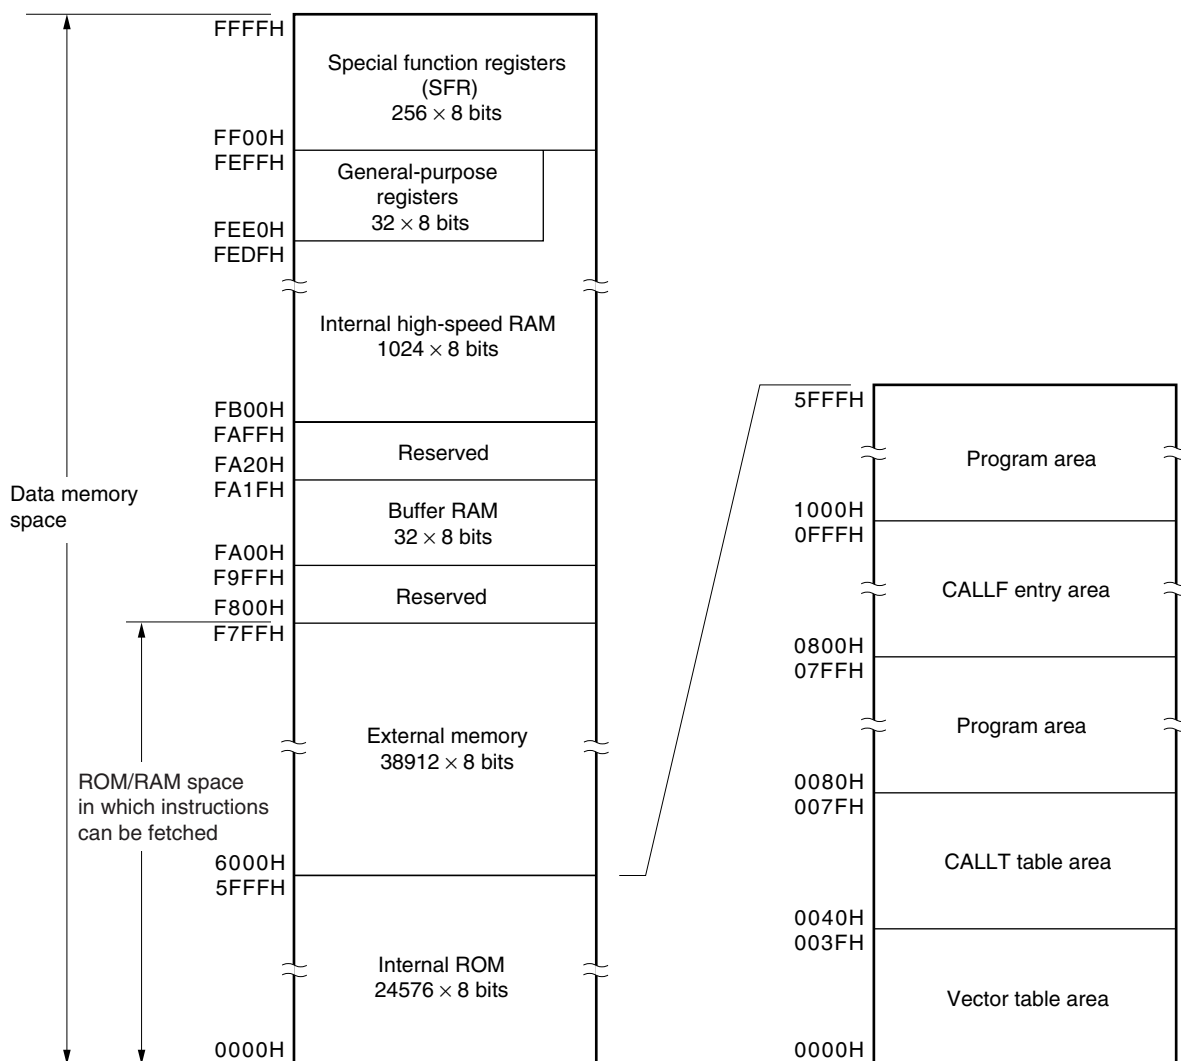 FFFFH
Special function registers
(SFR)
256 × 8 bits
FF00H
FEFFH
General-purpose
registers
32 × 8 bits
FEE0H
FEDFH
Internal high-speed RAM
1024 × 8 bits
FB00H
FAFFH
Reserved
FA20H
FA1FH
Buffer RAM
32 × 8 bits
FA00H
F9FFH
Reserved
F800H
F7FFH
Data memory
space
External memory
38912 × 8 bits
ROM/RAM space
in which instructions
can be fetched
6000H
5FFFH
Internal ROM
24576 × 8 bits
0000H
5FFFH
Program area
1000H
0FFFH
CALLF entry area
0800H
07FFH
Program area
0080H
007FH
CALLT table area
0040H
003FH
Vector table area
0000H